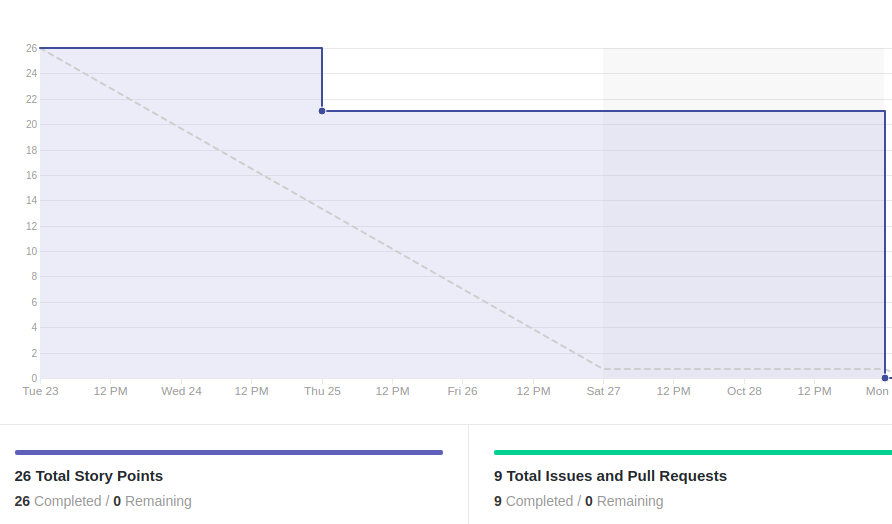 26
24
22
20
18
16
14
12
10
8
6
4
2
0
Tue 23 12 PM Wed 24 12 PM Thu 25 12 PM Fri 26 12 PM Sat 27 12 PM Oct 28 12 PM Mon
26 Total Story Points
26 Completed / 0 Remaining
9 Total Issues and Pull Requests
9 Completed / 0 Remaining